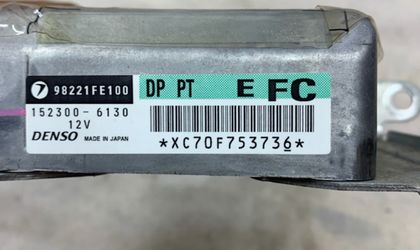 7 98221FE100 DP PT E FC
152300-6130
12V
DENSO MADE IN JAPAN
*XC70F753736*